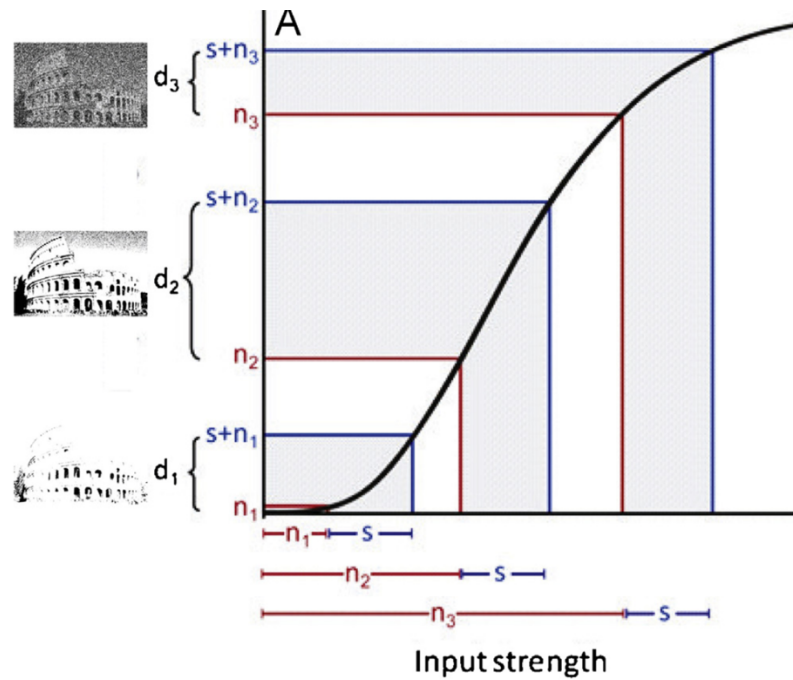 A
s+n3
d3
n3
s+n2
d2
n2
s+n1
d1
n1
n1 s
n2 s
n3 s
Input strength